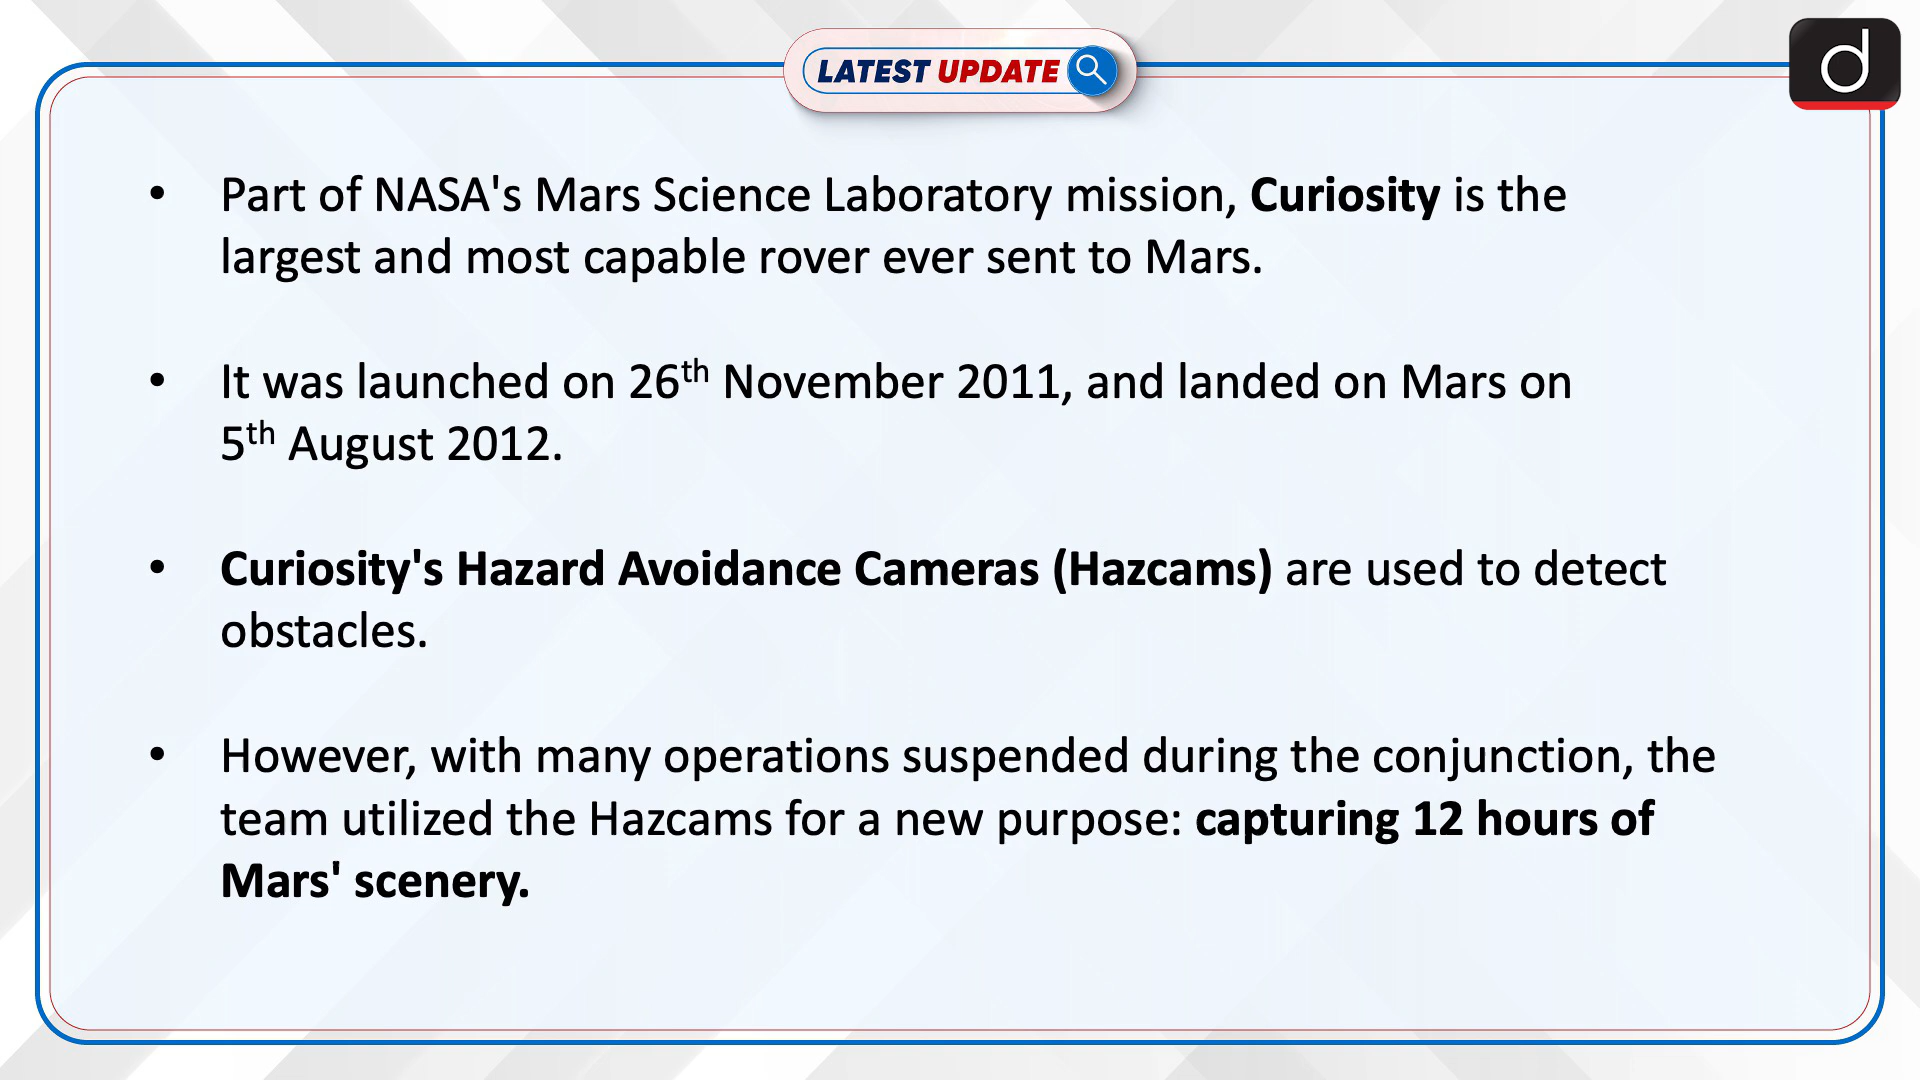 LATEST UPDATE
d
• Part of NASA's Mars Science Laboratory mission, Curiosity is the
largest and most capable rover ever sent to Mars.
• It was launched on 26th November 2011, and landed on Mars on
5th August 2012.
• Curiosity's Hazard Avoidance Cameras (Hazcams) are used to detect
obstacles.
• However, with many operations suspended during the conjunction, the
team utilized the Hazcams for a new purpose: capturing 12 hours of
Mars' scenery.